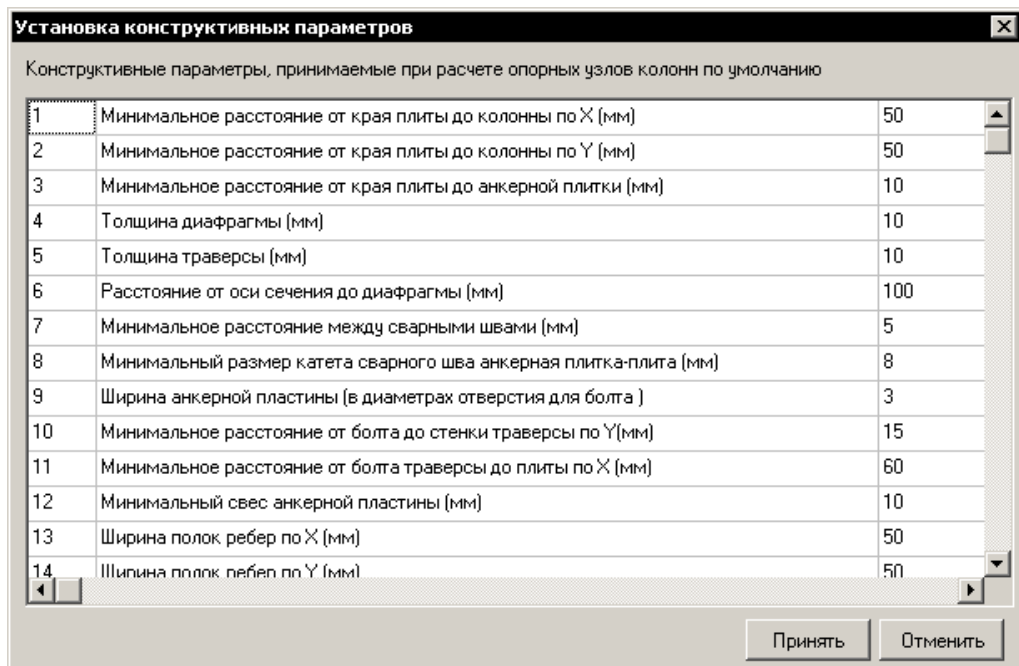 Установка конструктивных параметров
Конструктивные параметры, принимаемые при расчете опорных узлов колонн по умолчанию
1 Минимальное расстояние от края плиты до колонны по X (мм) 50
2 Минимальное расстояние от края плиты до колонны по Y (мм) 50
3 Минимальное расстояние от края плиты до анкерной плитки (мм) 10
4 Толщина диафрагмы (мм) 10
5 Толщина траверсы (мм) 10
6 Расстояние от оси сечения до диафрагмы (мм) 100
7 Минимальное расстояние между сварными швами (мм) 5
8 Минимальный размер катета сварного шва анкерная плитка-плита (мм) 8
9 Ширина анкерной пластины (в диаметрах отверстия для болта ) 3
10 Минимальное расстояние от болта до стенки траверсы по Y(мм) 15
11 Минимальное расстояние от болта траверсы до плиты по X (мм) 60
12 Минимальный свес анкерной пластины (мм) 10
13 Ширина полок ребер по X (мм) 50
14 Ширина полок ребер по Y (мм) 50
Принять Отменить